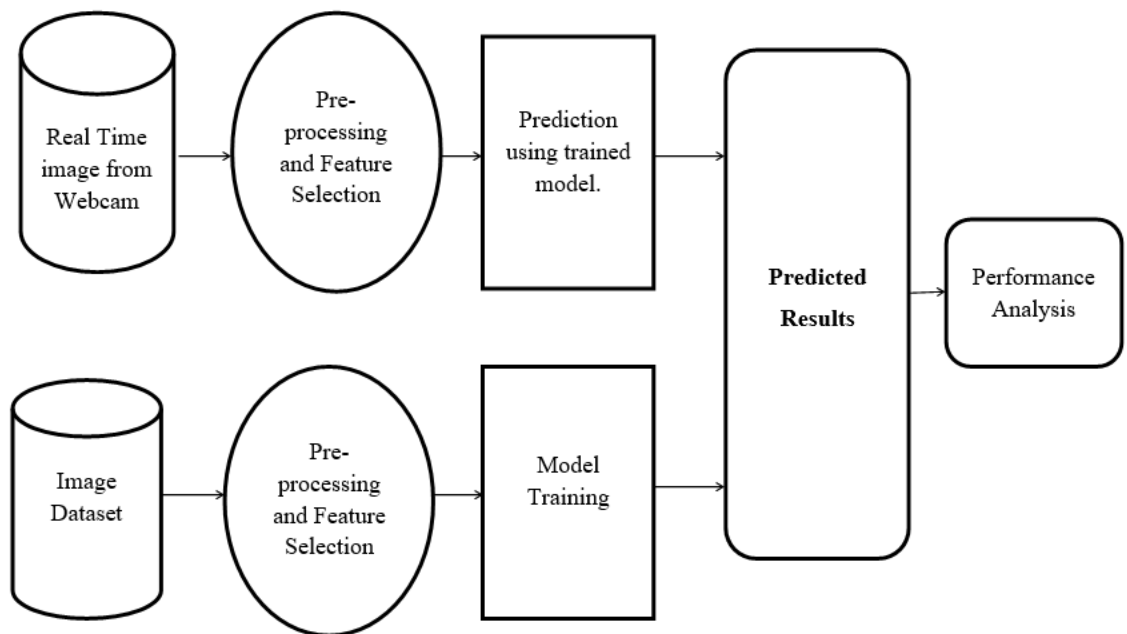 Real Time
image from
Webcam
Pre-
processing
and Feature
Selection
Prediction
using trained
model.
Predicted
Results
Performance
Analysis
Image
Dataset
Pre-
processing
and Feature
Selection
Model
Training